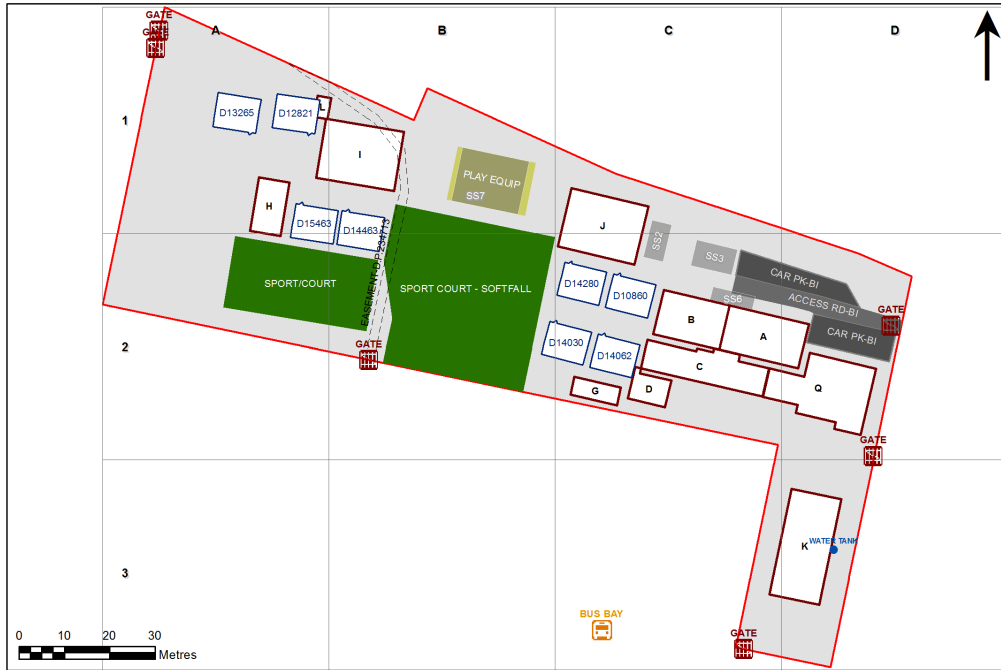 GATE
GATE
A
B
C
D
1
D13265
D12821
L
I
PLAY EQUIP
SS7
H
D15463
D14463
J
SS2
SS3
CAR PK-BI
SPORT/COURT
EASEMENT D.P.234713
SPORT COURT - SOFTFALL
D14280
D10860
SS6
ACCESS RD-BI
GATE
B
A
CAR PK-BI
2
GATE
D14030
D14062
C
G
D
Q
GATE
K
WATER TANK
3
BUS BAY
GATE
0 10 20 30
Metres